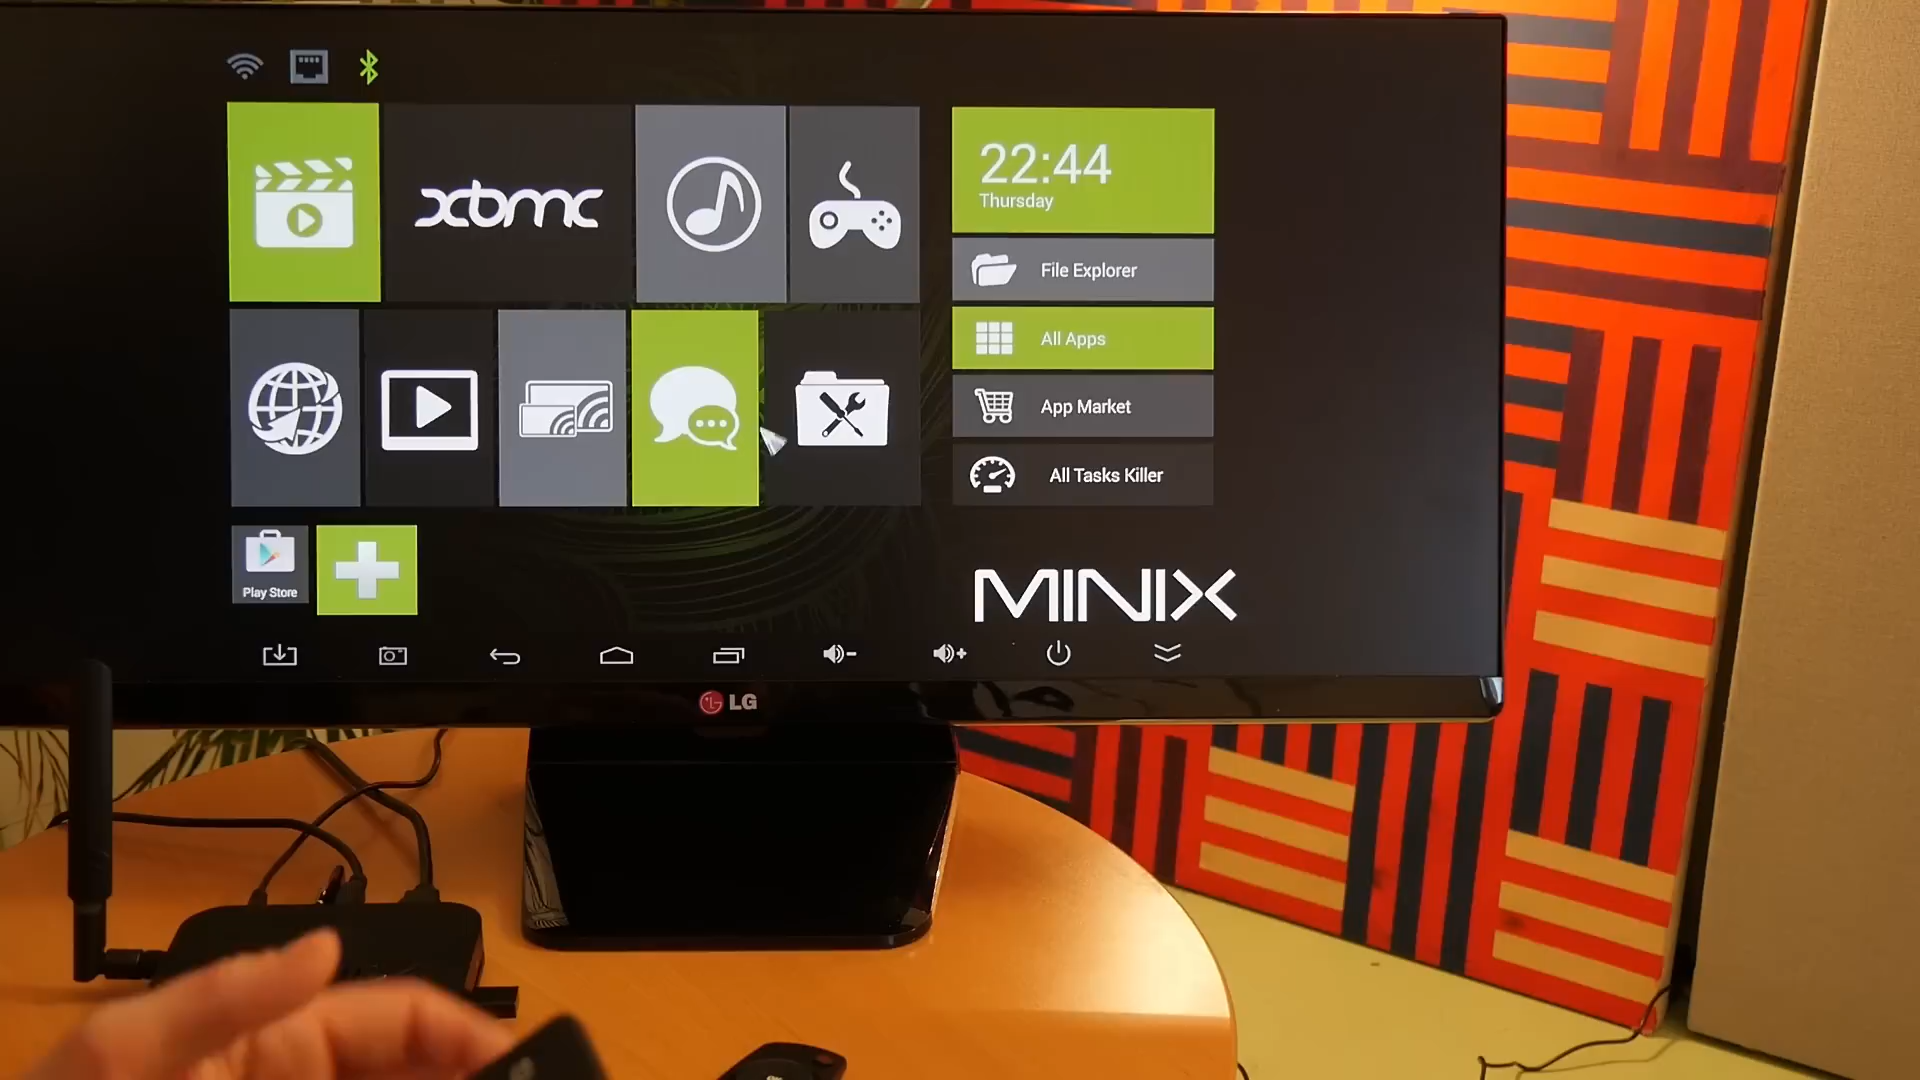 xbmc
22:44
Thursday
File Explorer
All Apps
App Market
All Tasks Killer
Play Store
MINIX
LG